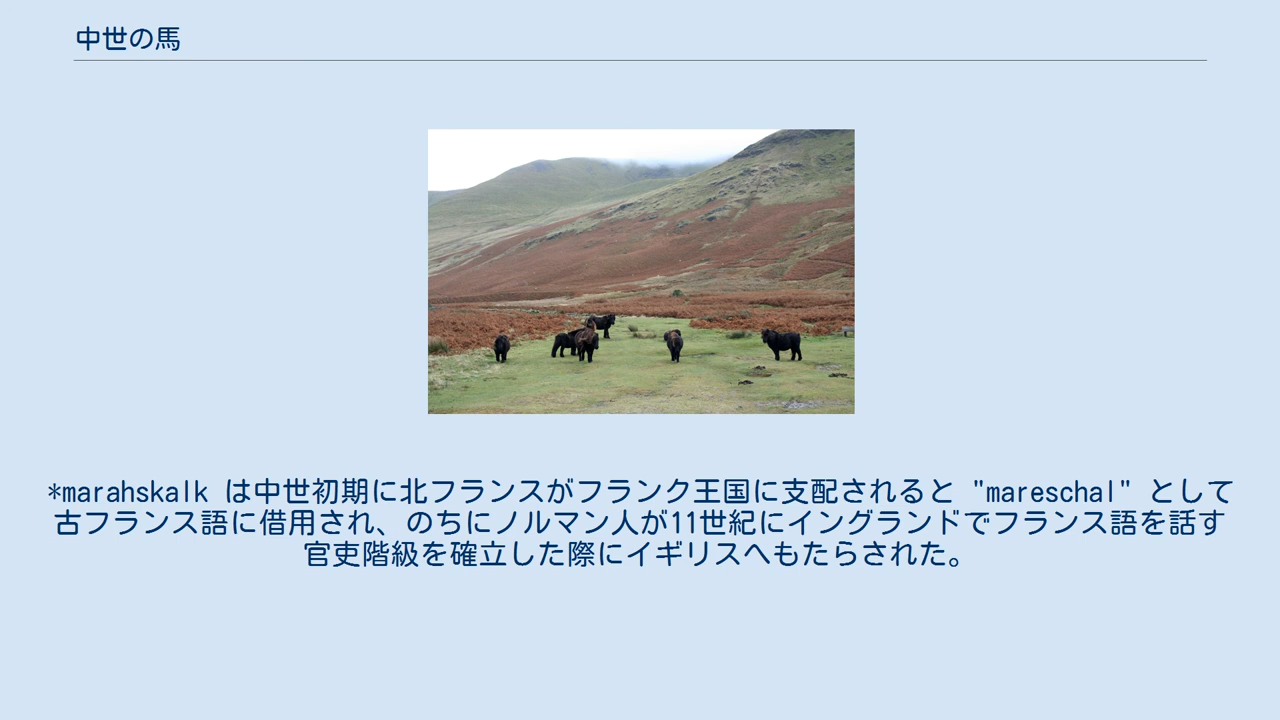 中世の馬
*marahskalk は中世初期に北フランスがフランク王国に支配されると "mareschal" として
古フランス語に借用され、のちにノルマン人が11世紀にイングランドでフランス語を話す
官吏階級を確立した際にイギリスへもたらされた。